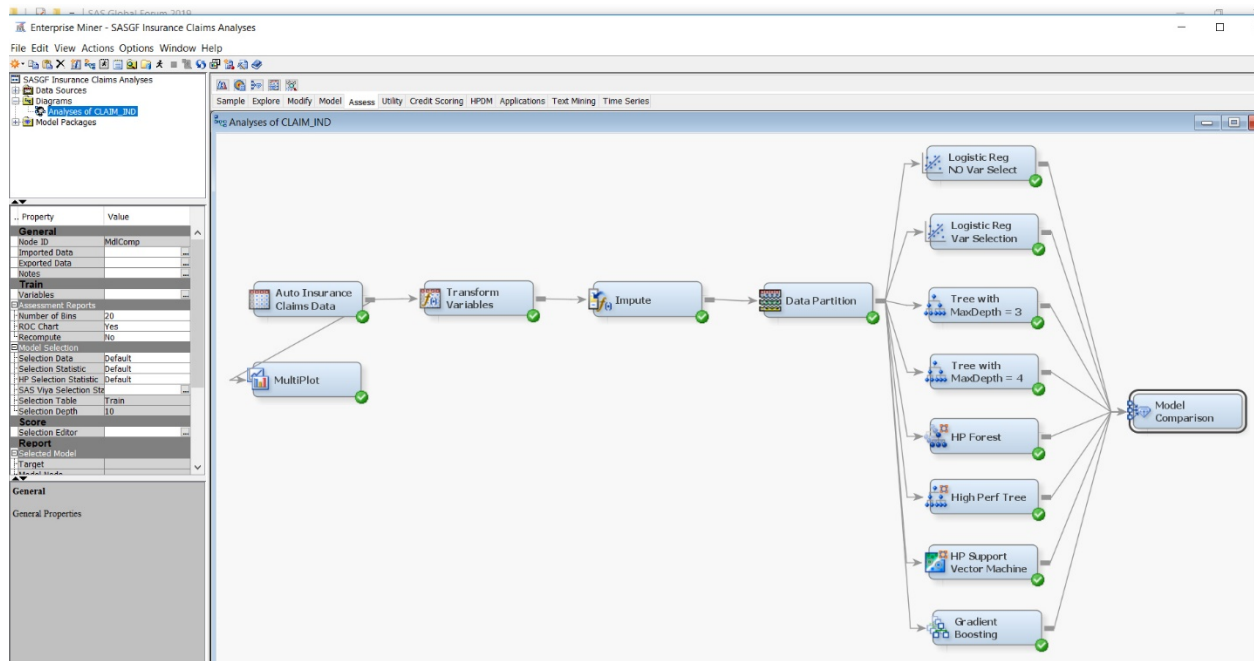 SAS Global Forum 2019
Enterprise Miner - SASGF Insurance Claims Analyses
File Edit View Actions Options Window Help
SASGF Insurance Claims Analyses
Data Sources
Diagrams
Analyses of CLAIM_IND
Model Packages
.. Property Value
General
Node ID MdlComp
Imported Data ...
Exported Data ...
Notes ...
Train
Variables ...
Assessment Reports
Number of Bins 20
ROC Chart Yes
Recompute No
Model Selection
Selection Data Default
Selection Statistic Default
HP Selection Statistic Default
SAS Viya Selection Sta ...
Selection Table Train
Selection Depth 10
Score
Selection Editor ...
Report
Selected Model
Target
Model Node
General
General Properties
Sample Explore Modify Model Assess Utility Credit Scoring HPDM Applications Text Mining Time Series
Analyses of CLAIM_IND
Auto Insurance
Claims Data
Transform
Variables
Impute
Data Partition
MultiPlot
Logistic Reg
NO Var Select
Logistic Reg
Var Selection
Tree with
MaxDepth = 3
Tree with
MaxDepth = 4
HP Forest
High Perf Tree
HP Support
Vector Machine
Gradient
Boosting
Model
Comparison